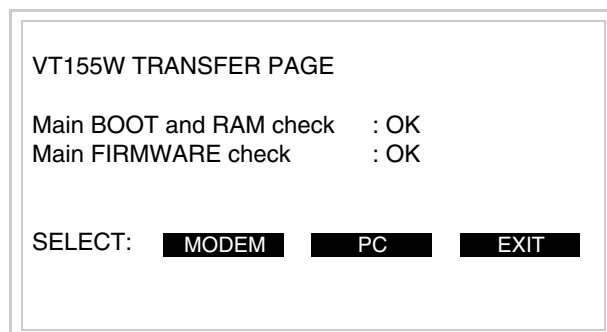 VT155W TRANSFER PAGE
Main BOOT and RAM check : OK
Main FIRMWARE check : OK
SELECT: MODEM PC EXIT